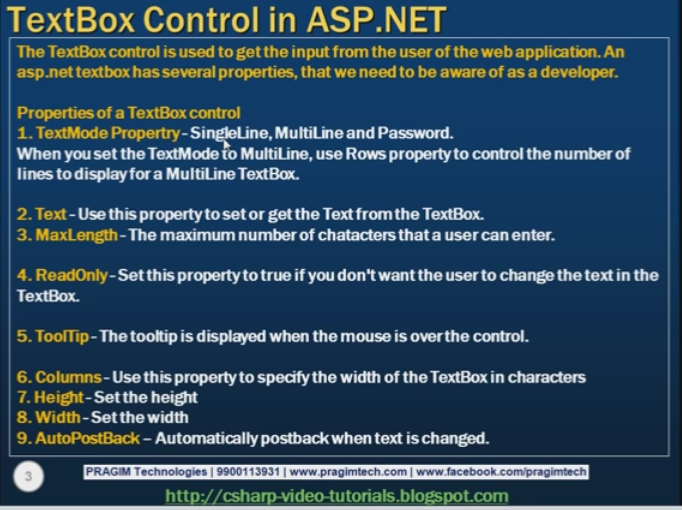 TextBox Control in ASP.NET
The TextBox control is used to get the input from the user of the web application. An
asp.net textbox has several properties, that we need to be aware of as a developer.
Properties of a TextBox control
1. TextMode Propertry - SingleLine, MultiLine and Password.
When you set the TextMode to MultiLine, use Rows property to control the number of
lines to display for a MultiLine TextBox.
2. Text - Use this property to set or get the Text from the TextBox.
3. MaxLength - The maximum number of chatacters that a user can enter.
4. ReadOnly - Set this property to true if you don't want the user to change the text in the
TextBox.
5. ToolTip - The tooltip is displayed when the mouse is over the control.
6. Columns - Use this property to specify the width of the TextBox in characters
7. Height - Set the height
8. Width - Set the width
9. AutoPostBack – Automatically postback when text is changed.
3
PRAGIM Technologies | 9900113931 | www.pragimtech.com | www.facebook.com/pragimtech
http://csharp-video-tutorials.blogspot.com